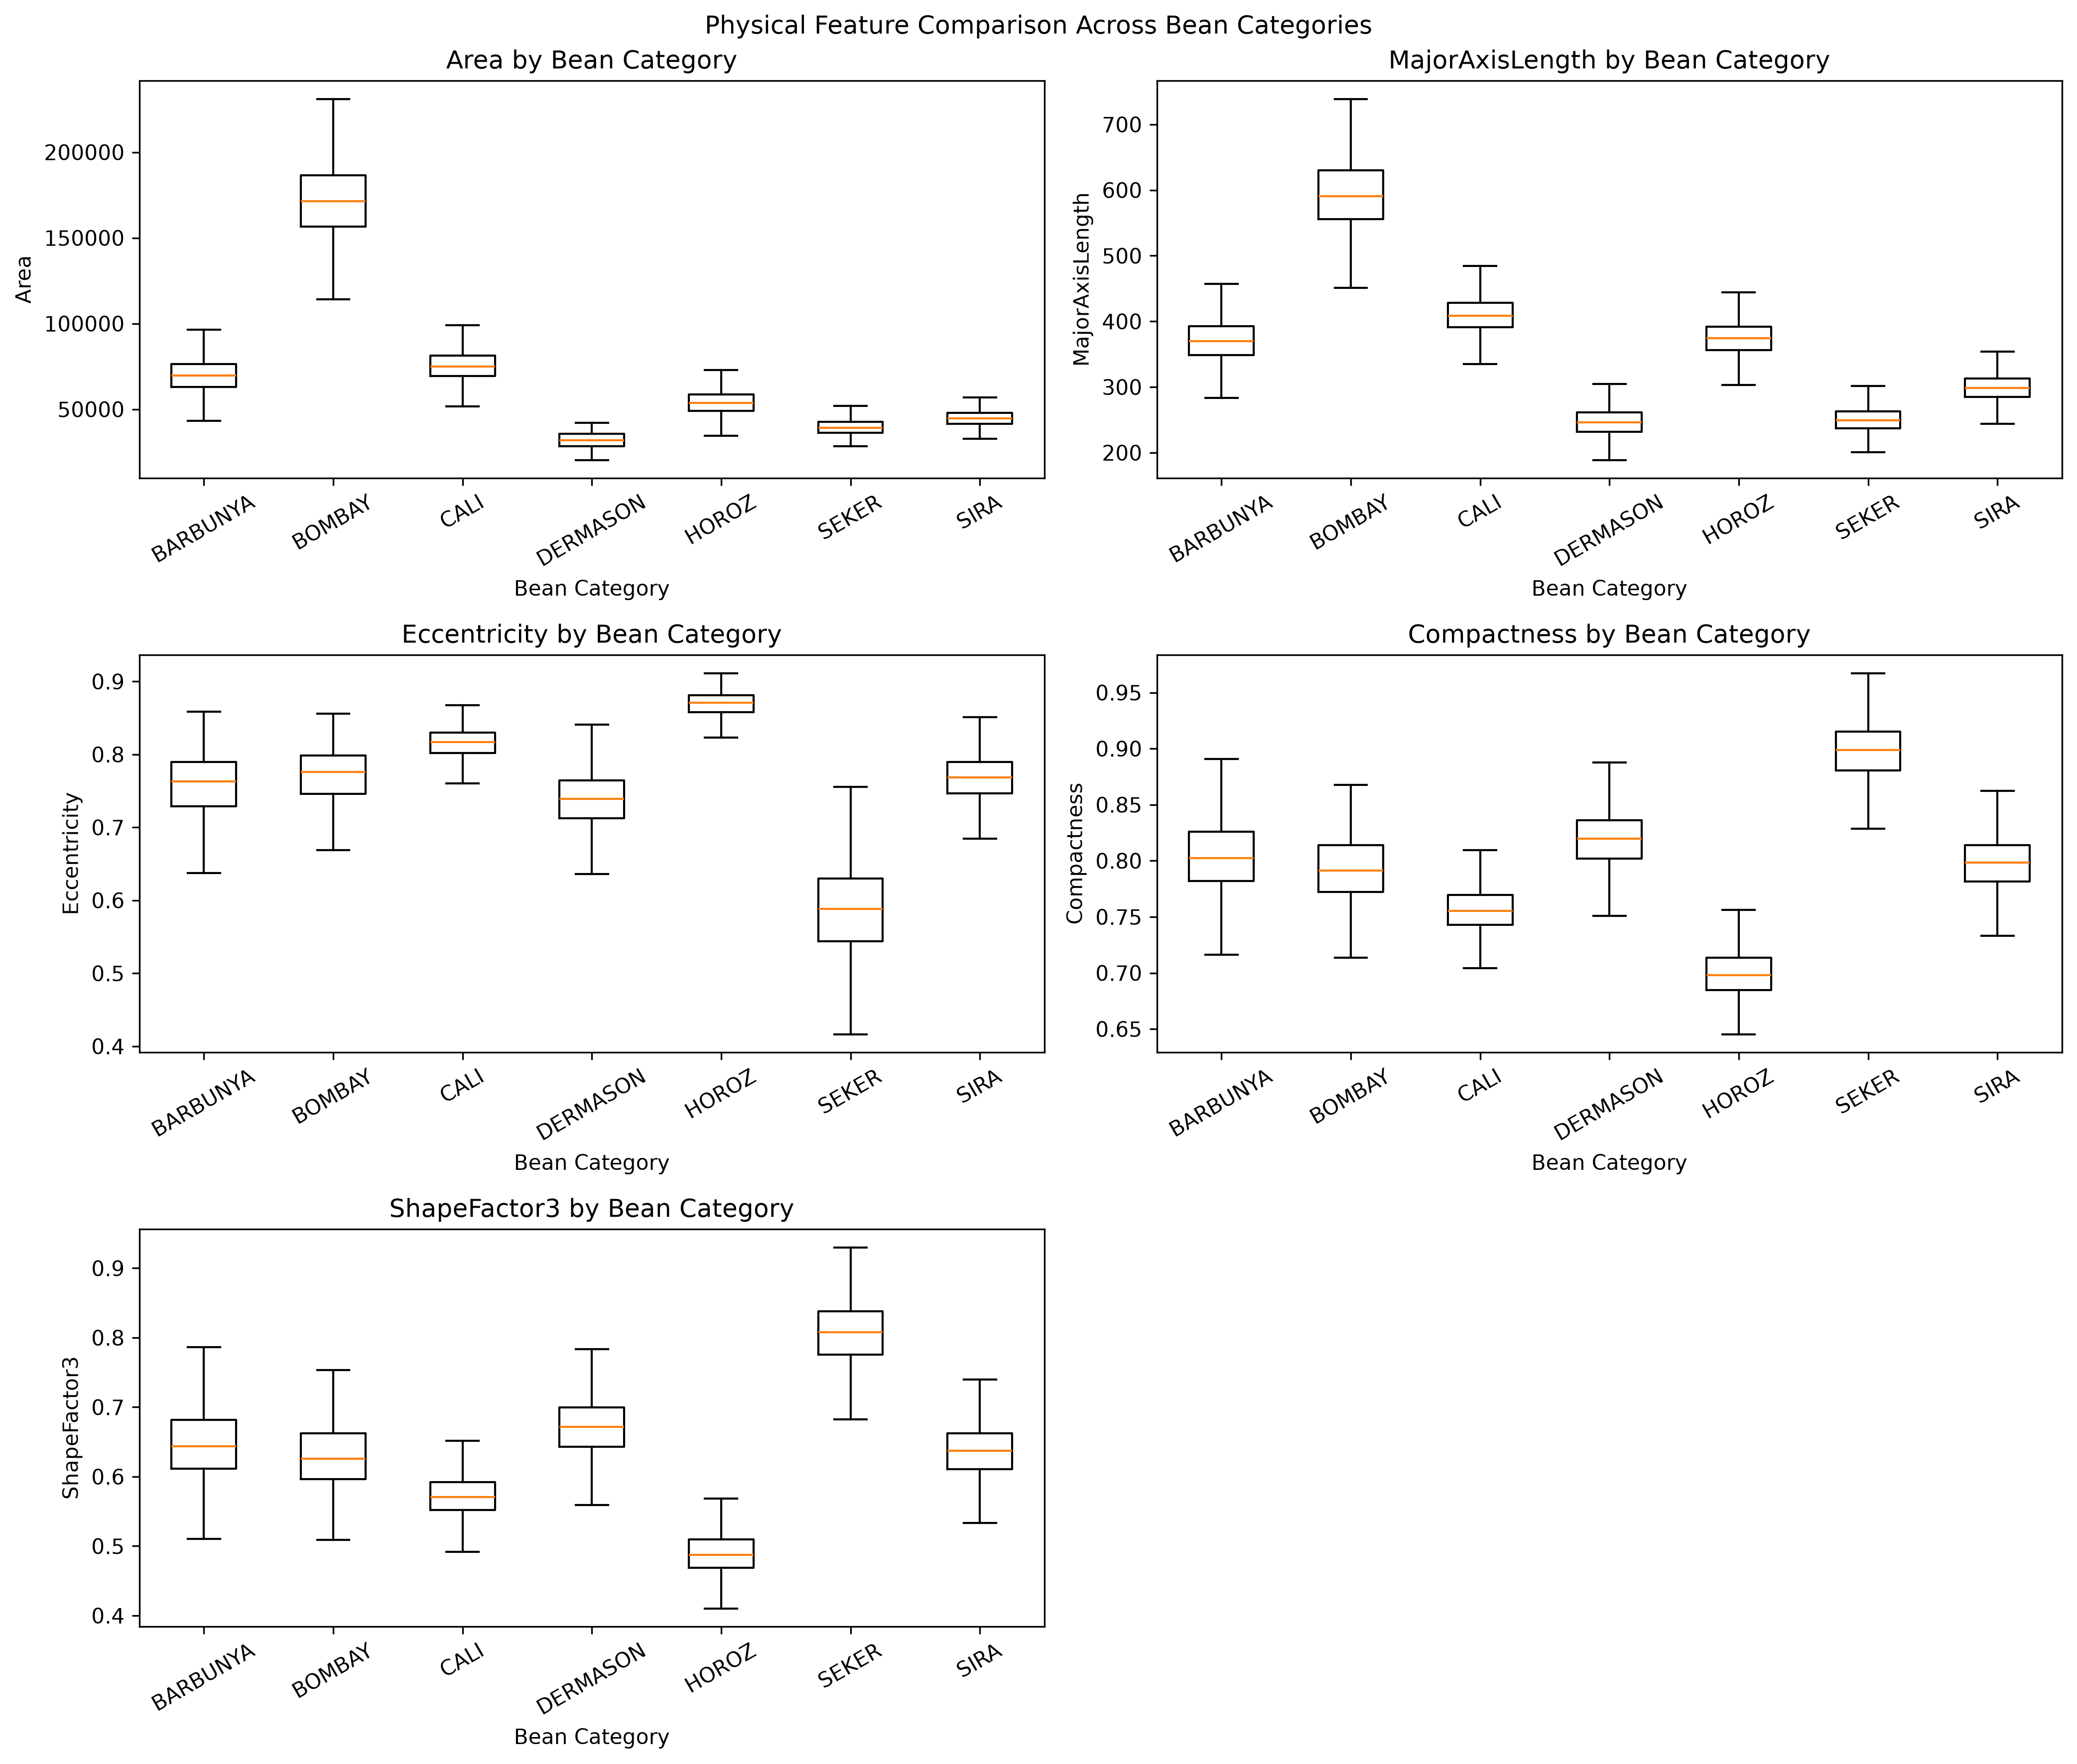 Physical Feature Comparison Across Bean Categories
Area by Bean Category
200000
150000
100000
50000
Area
BARBUNYA
BOMBAY
CALI
DERMASON
HOROZ
SEKER
SIRA
Bean Category
MajorAxisLength by Bean Category
700
600
500
400
300
200
MajorAxisLength
BARBUNYA
BOMBAY
CALI
DERMASON
HOROZ
SEKER
SIRA
Bean Category
Eccentricity by Bean Category
0.9
0.8
0.7
0.6
0.5
0.4
Eccentricity
BARBUNYA
BOMBAY
CALI
DERMASON
HOROZ
SEKER
SIRA
Bean Category
Compactness by Bean Category
0.95
0.90
0.85
0.80
0.75
0.70
0.65
Compactness
BARBUNYA
BOMBAY
CALI
DERMASON
HOROZ
SEKER
SIRA
Bean Category
ShapeFactor3 by Bean Category
0.9
0.8
0.7
0.6
0.5
0.4
ShapeFactor3
BARBUNYA
BOMBAY
CALI
DERMASON
HOROZ
SEKER
SIRA
Bean Category